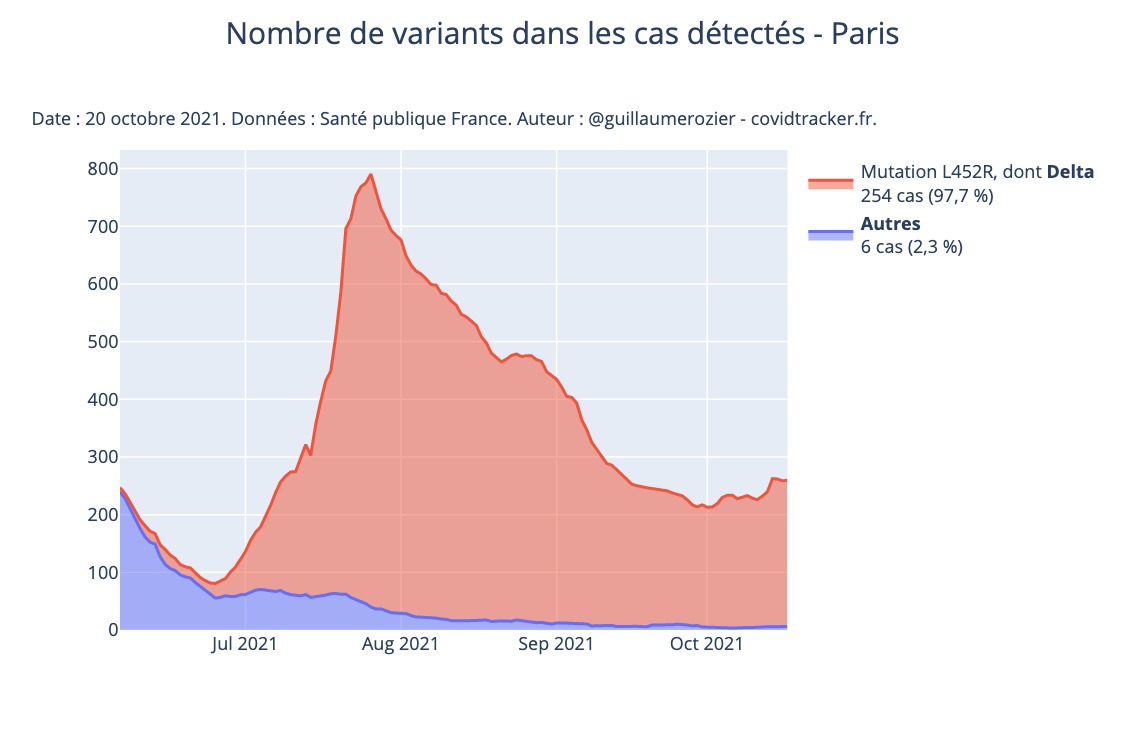 Nombre de variants dans les cas détectés - Paris
Date : 20 octobre 2021. Données : Santé publique France. Auteur : @guillaumerozier - covidtracker.fr.
Mutation L452R, dont Delta
254 cas (97,7 %)
Autres
6 cas (2,3 %)
800
700
600
500
400
300
200
100
0
Jul 2021 Aug 2021 Sep 2021 Oct 2021